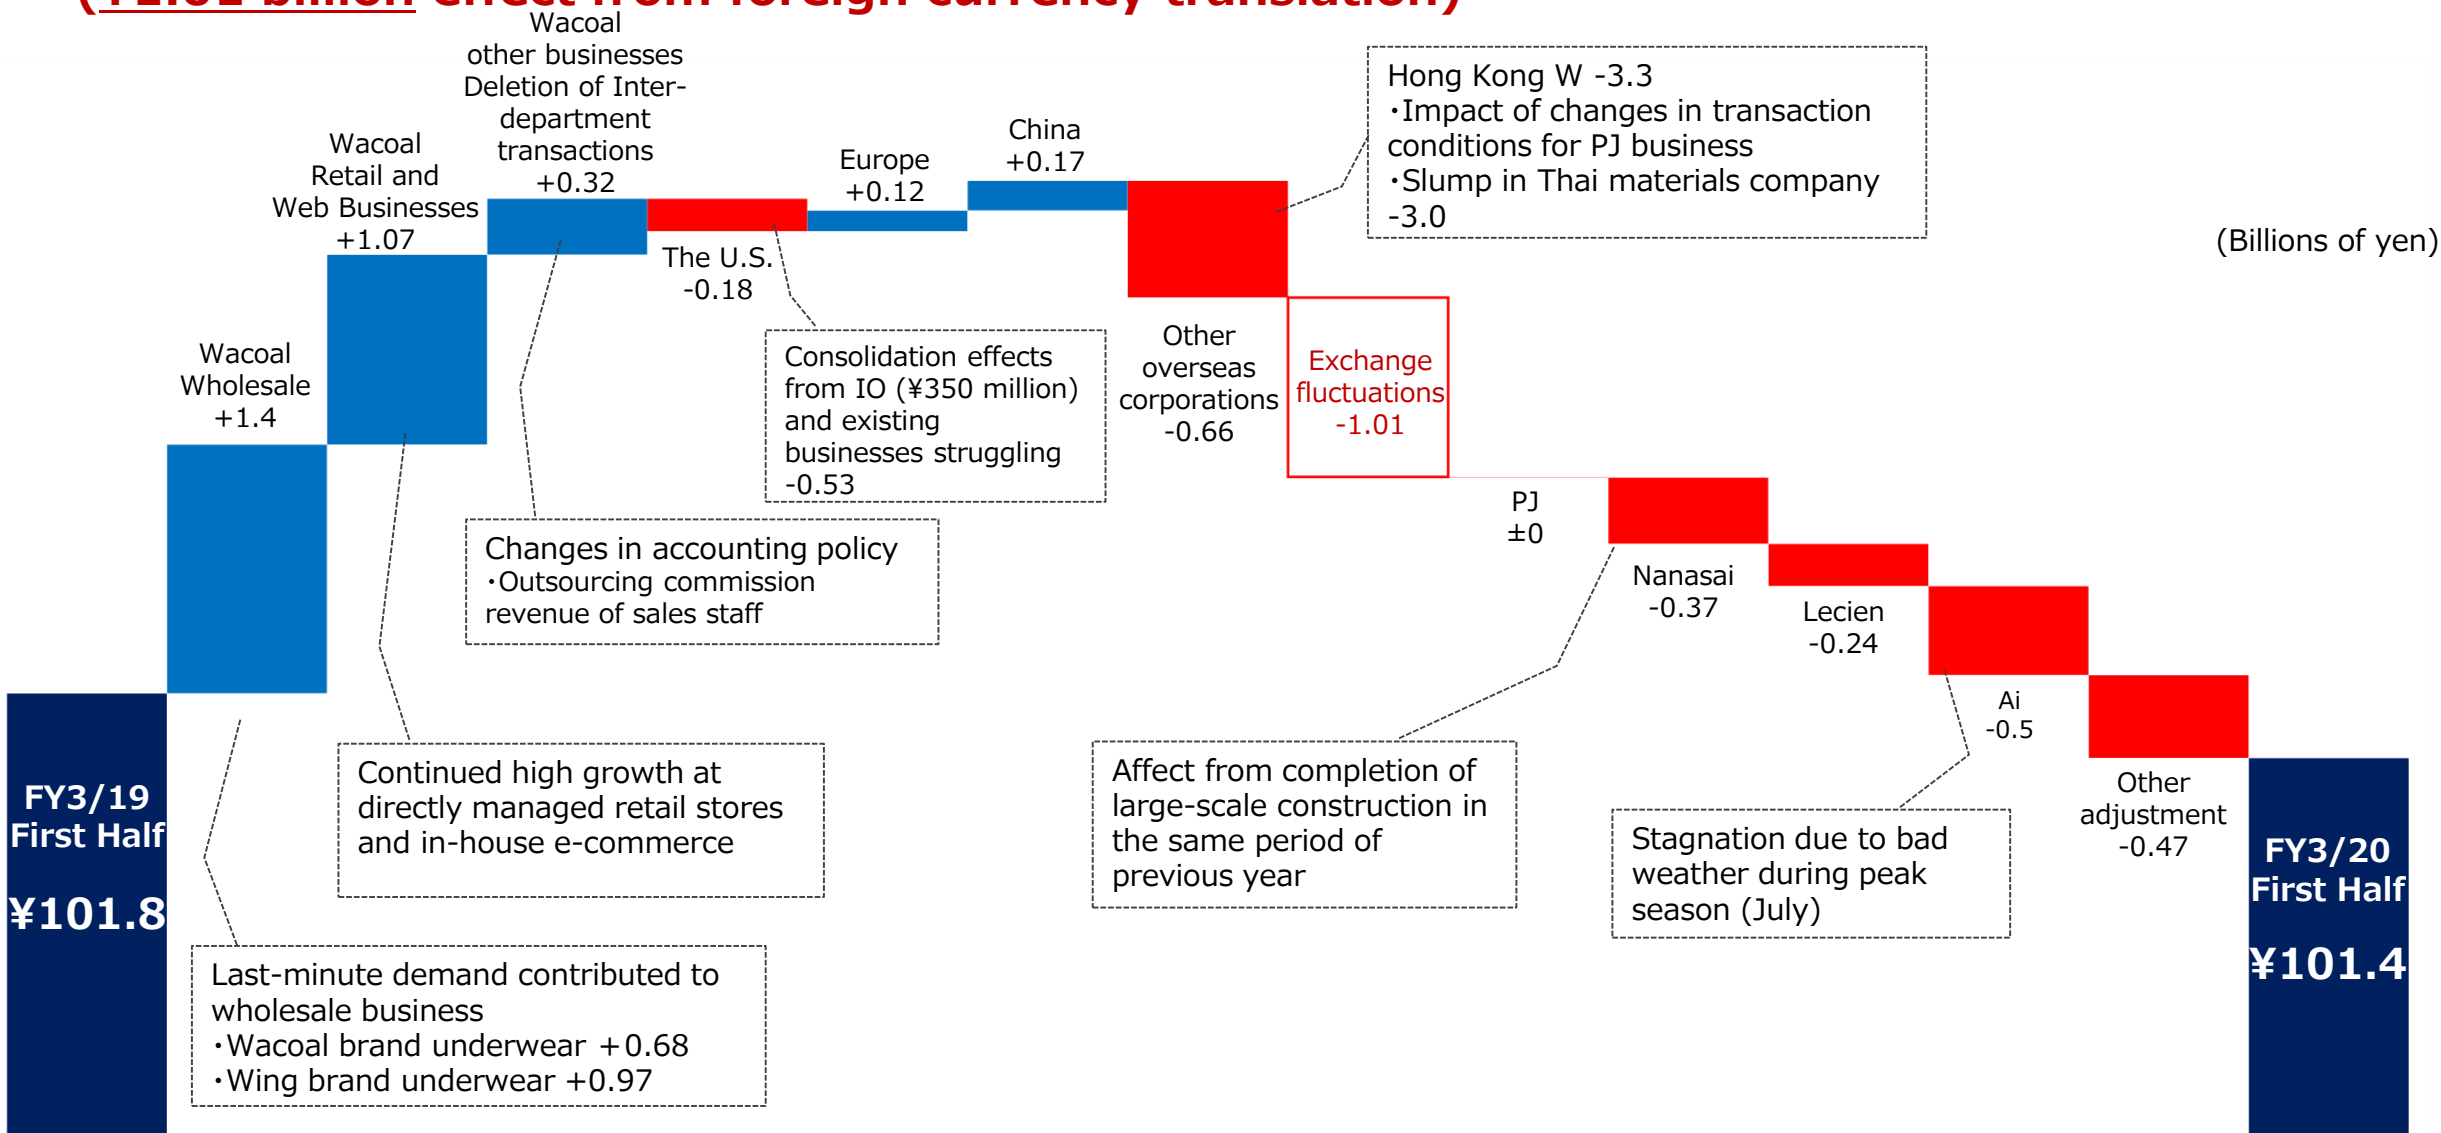 (¥1.01 billion effect from foreign currency translation)
Wacoal
other businesses
Deletion of Inter-
department
transactions
+0.32
Wacoal
Retail and
Web Businesses
+1.07
Wacoal
Wholesale
+1.4
The U.S.
-0.18
Europe
+0.12
China
+0.17
Hong Kong W -3.3
・Impact of changes in transaction
conditions for PJ business
・Slump in Thai materials company
-3.0
(Billions of yen)
Consolidation effects
from IO (¥350 million)
and existing
businesses struggling
-0.53
Other
overseas
corporations
-0.66
Exchange
fluctuations
-1.01
Changes in accounting policy
・Outsourcing commission
revenue of sales staff
PJ
±0
Nanasai
-0.37
Lecien
-0.24
Ai
-0.5
Other
adjustment
-0.47
FY3/19
First Half
¥101.8
Continued high growth at
directly managed retail stores
and in-house e-commerce
Affect from completion of
large-scale construction in
the same period of
previous year
Stagnation due to bad
weather during peak
season (July)
FY3/20
First Half
¥101.4
Last-minute demand contributed to
wholesale business
・Wacoal brand underwear +0.68
・Wing brand underwear +0.97